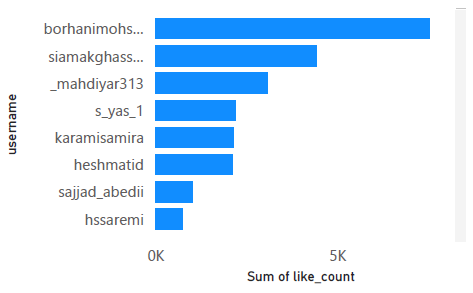 username
borhanimohs...
siamakghass...
_mahdiyar313
s_yas_1
karamisamira
heshmatid
sajjad_abedii
hssaremi
0K 5K
Sum of like_count